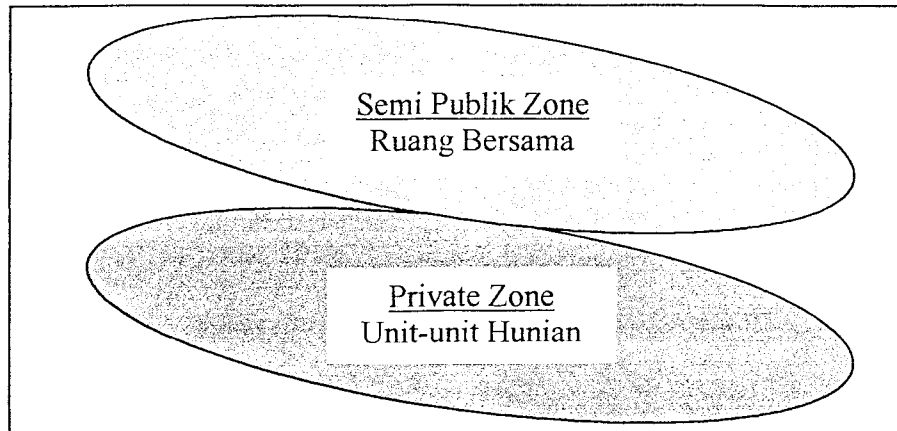 Semi Publik Zone
Ruang Bersama
Private Zone
Unit-unit Hunian